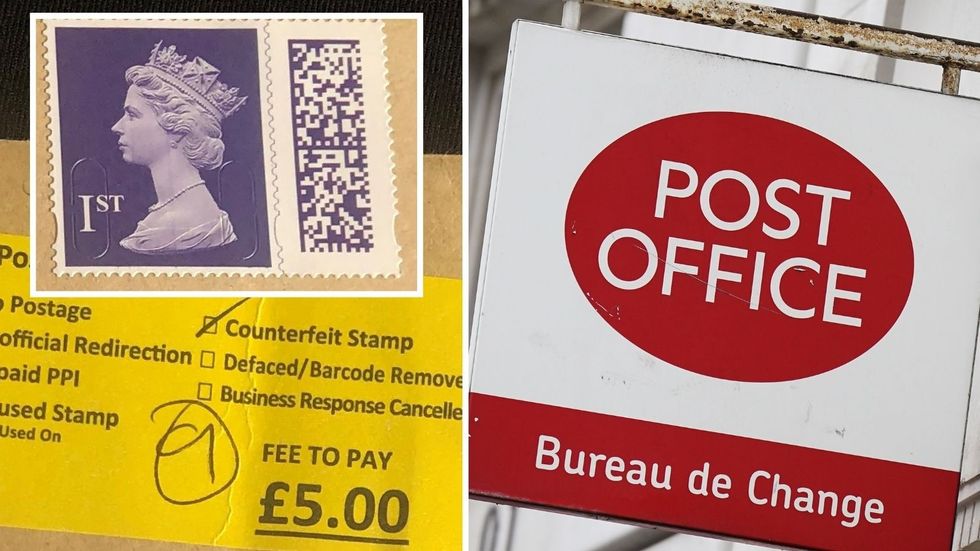 1ST
Po
Postage
official Redirection
paid PPI
used Stamp
Used On
Counterfeit Stamp
Defaced/Barcode Remove
Business Response Cancelle
FEE TO PAY
£5.00
POST
OFFICE
Bureau de Change